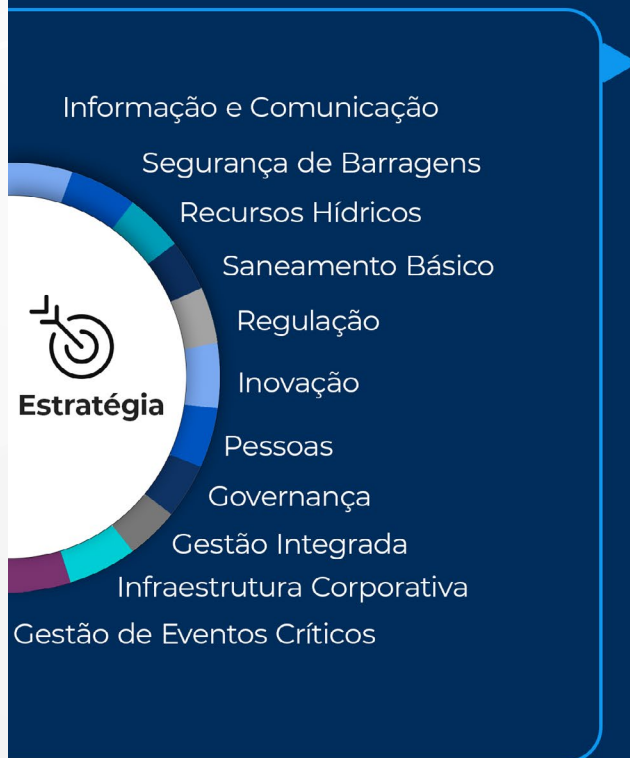 Informação e Comunicação
Segurança de Barragens
Recursos Hídricos
Saneamento Básico
Regulação
Inovação
Estratégia
Pessoas
Governança
Gestão Integrada
Infraestrutura Corporativa
Gestão de Eventos Críticos